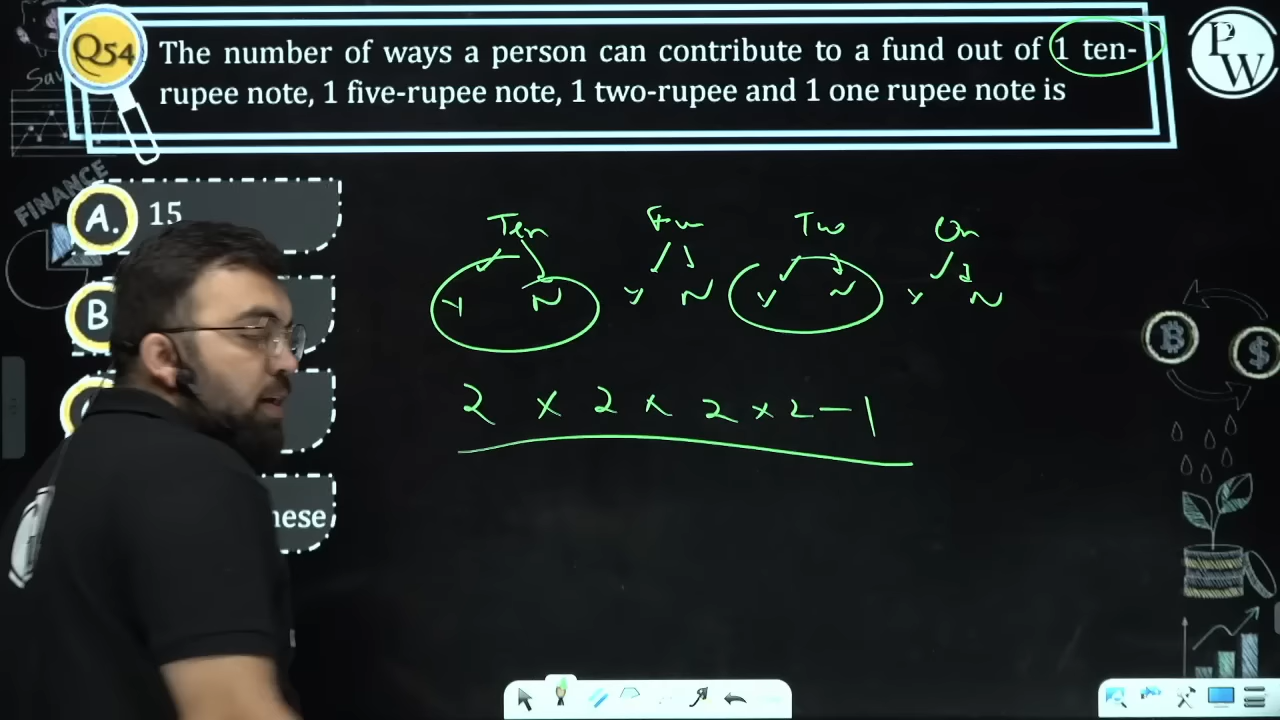 Q54
The number of ways a person can contribute to a fund out of 1 ten-
rupee note, 1 five-rupee note, 1 two-rupee and 1 one rupee note is
PW
Sav
FINANCE
A. 15
B
hese
Ten Two
Y N Y N Y N Y N
2 × 2 × 2 × 2 - 1
B $